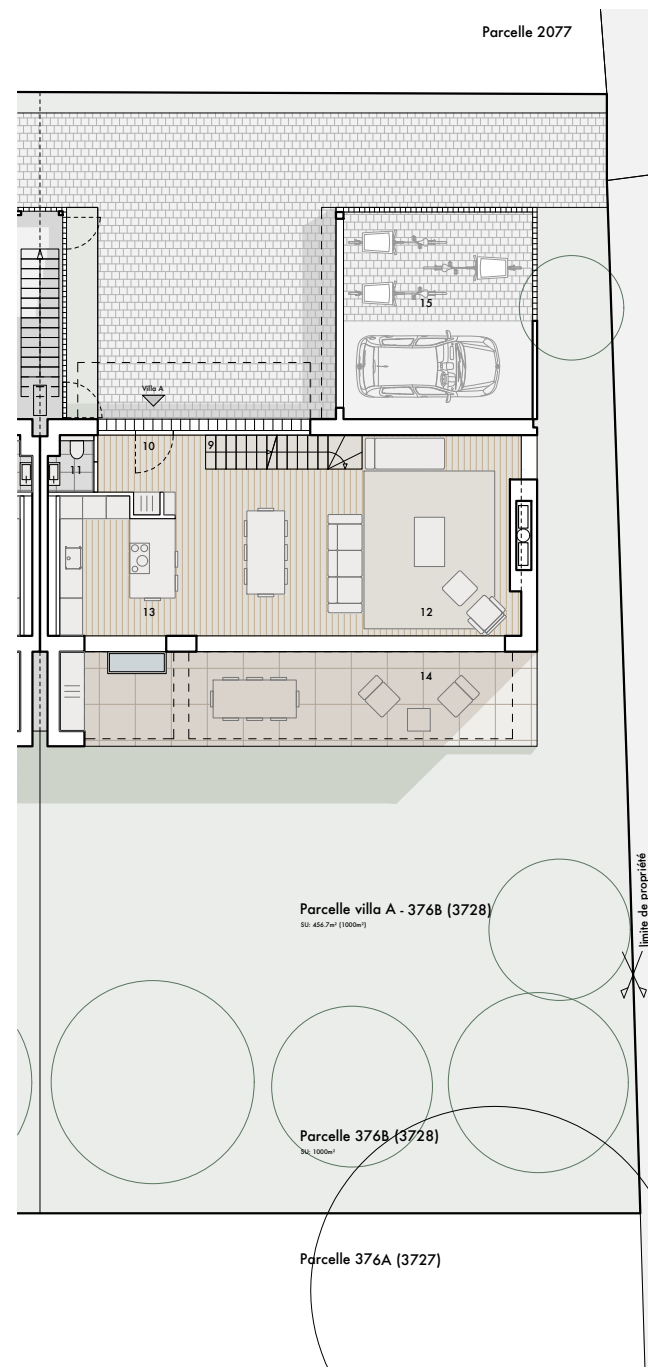 Parcelle 2077
15
Villa A
10
9
11
13
12
14
limite de propriété
Parcelle villa A - 376B (3728)
SU: 456.7m² (1000m²)
Parcelle 376B (3728)
SU: 1000m²
Parcelle 376A (3727)